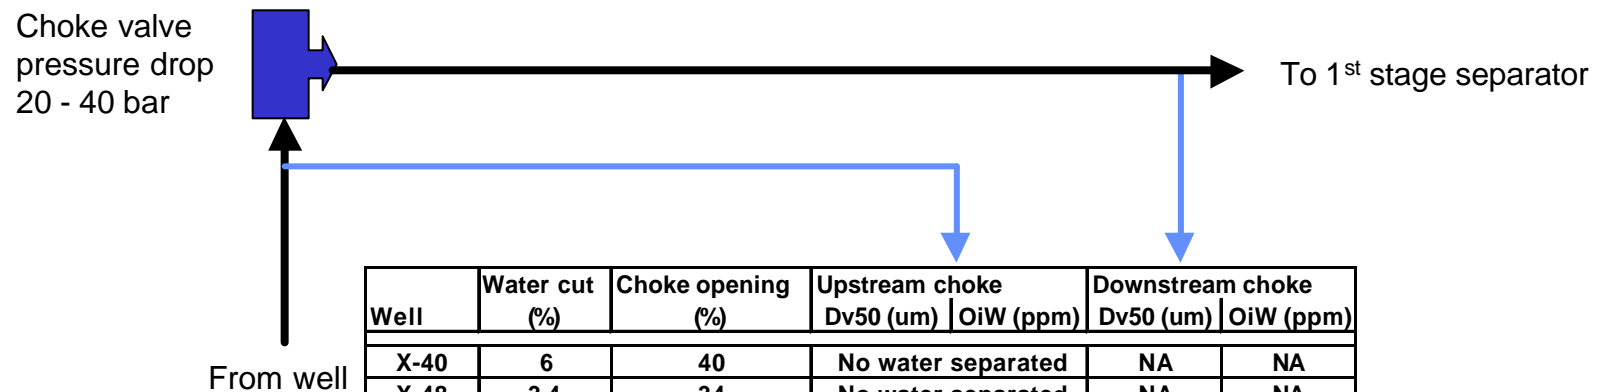 Choke valve
pressure drop
20 - 40 bar
To 1st stage separator
Water cut Choke opening Upstream choke Downstream choke
Well (%) (%) Dv50 (um) OiW (ppm) Dv50 (um) OiW (ppm)
X-40 6 40 No water separated NA NA
From well